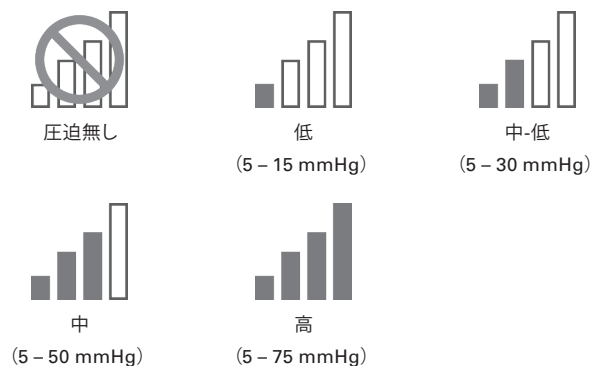 圧迫無し
低
(5 – 15 mmHg)
中-低
(5 – 30 mmHg)
中
(5 – 50 mmHg)
高
(5 – 75 mmHg)